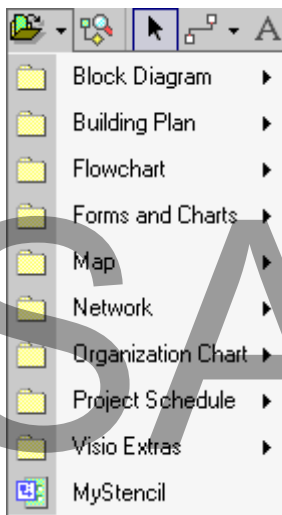 A
Block Diagram
Building Plan
Flowchart
Forms and Charts
Map
Network
Organization Chart
Project Schedule
Visio Extras
MyStencil
SA